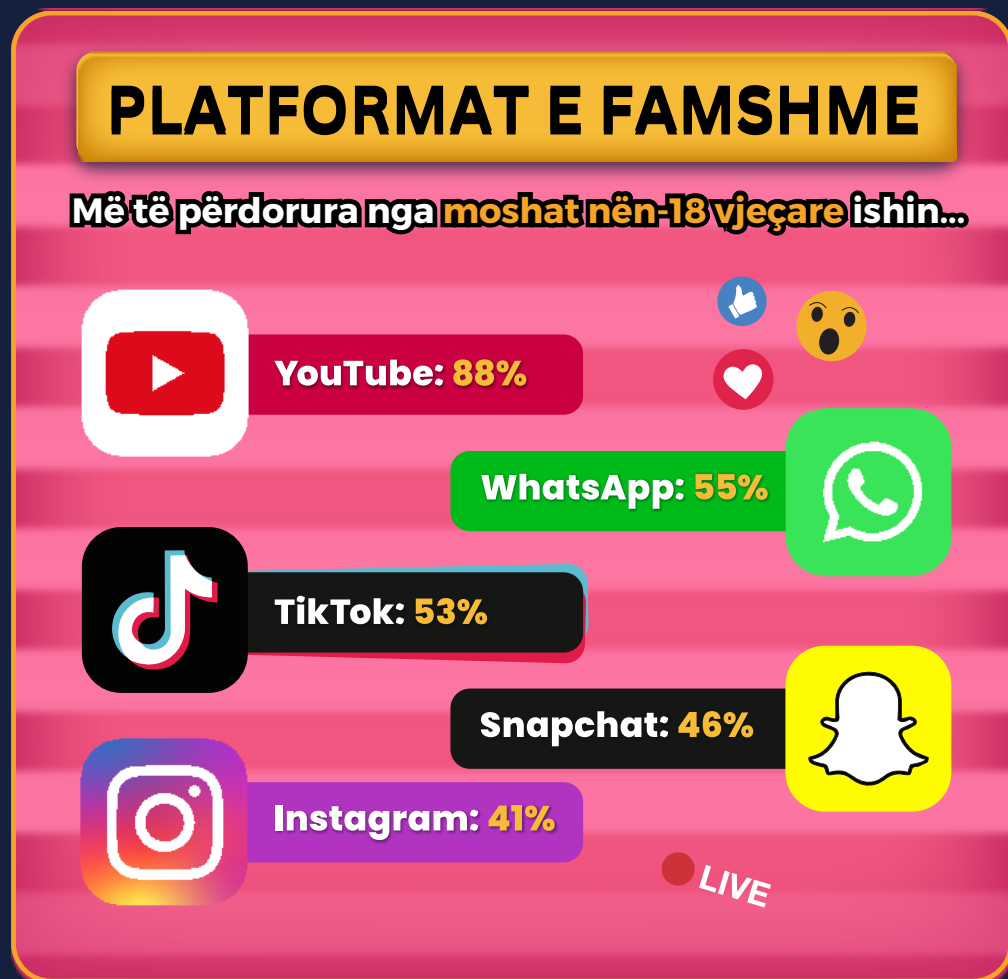 PLATFORMAT E FAMSHME
Më të përdorura nga moshat nën-18 vjeçare ishin...
YouTube: 88%
WhatsApp: 55%
TikTok: 53%
Snapchat: 46%
Instagram: 41%
LIVE